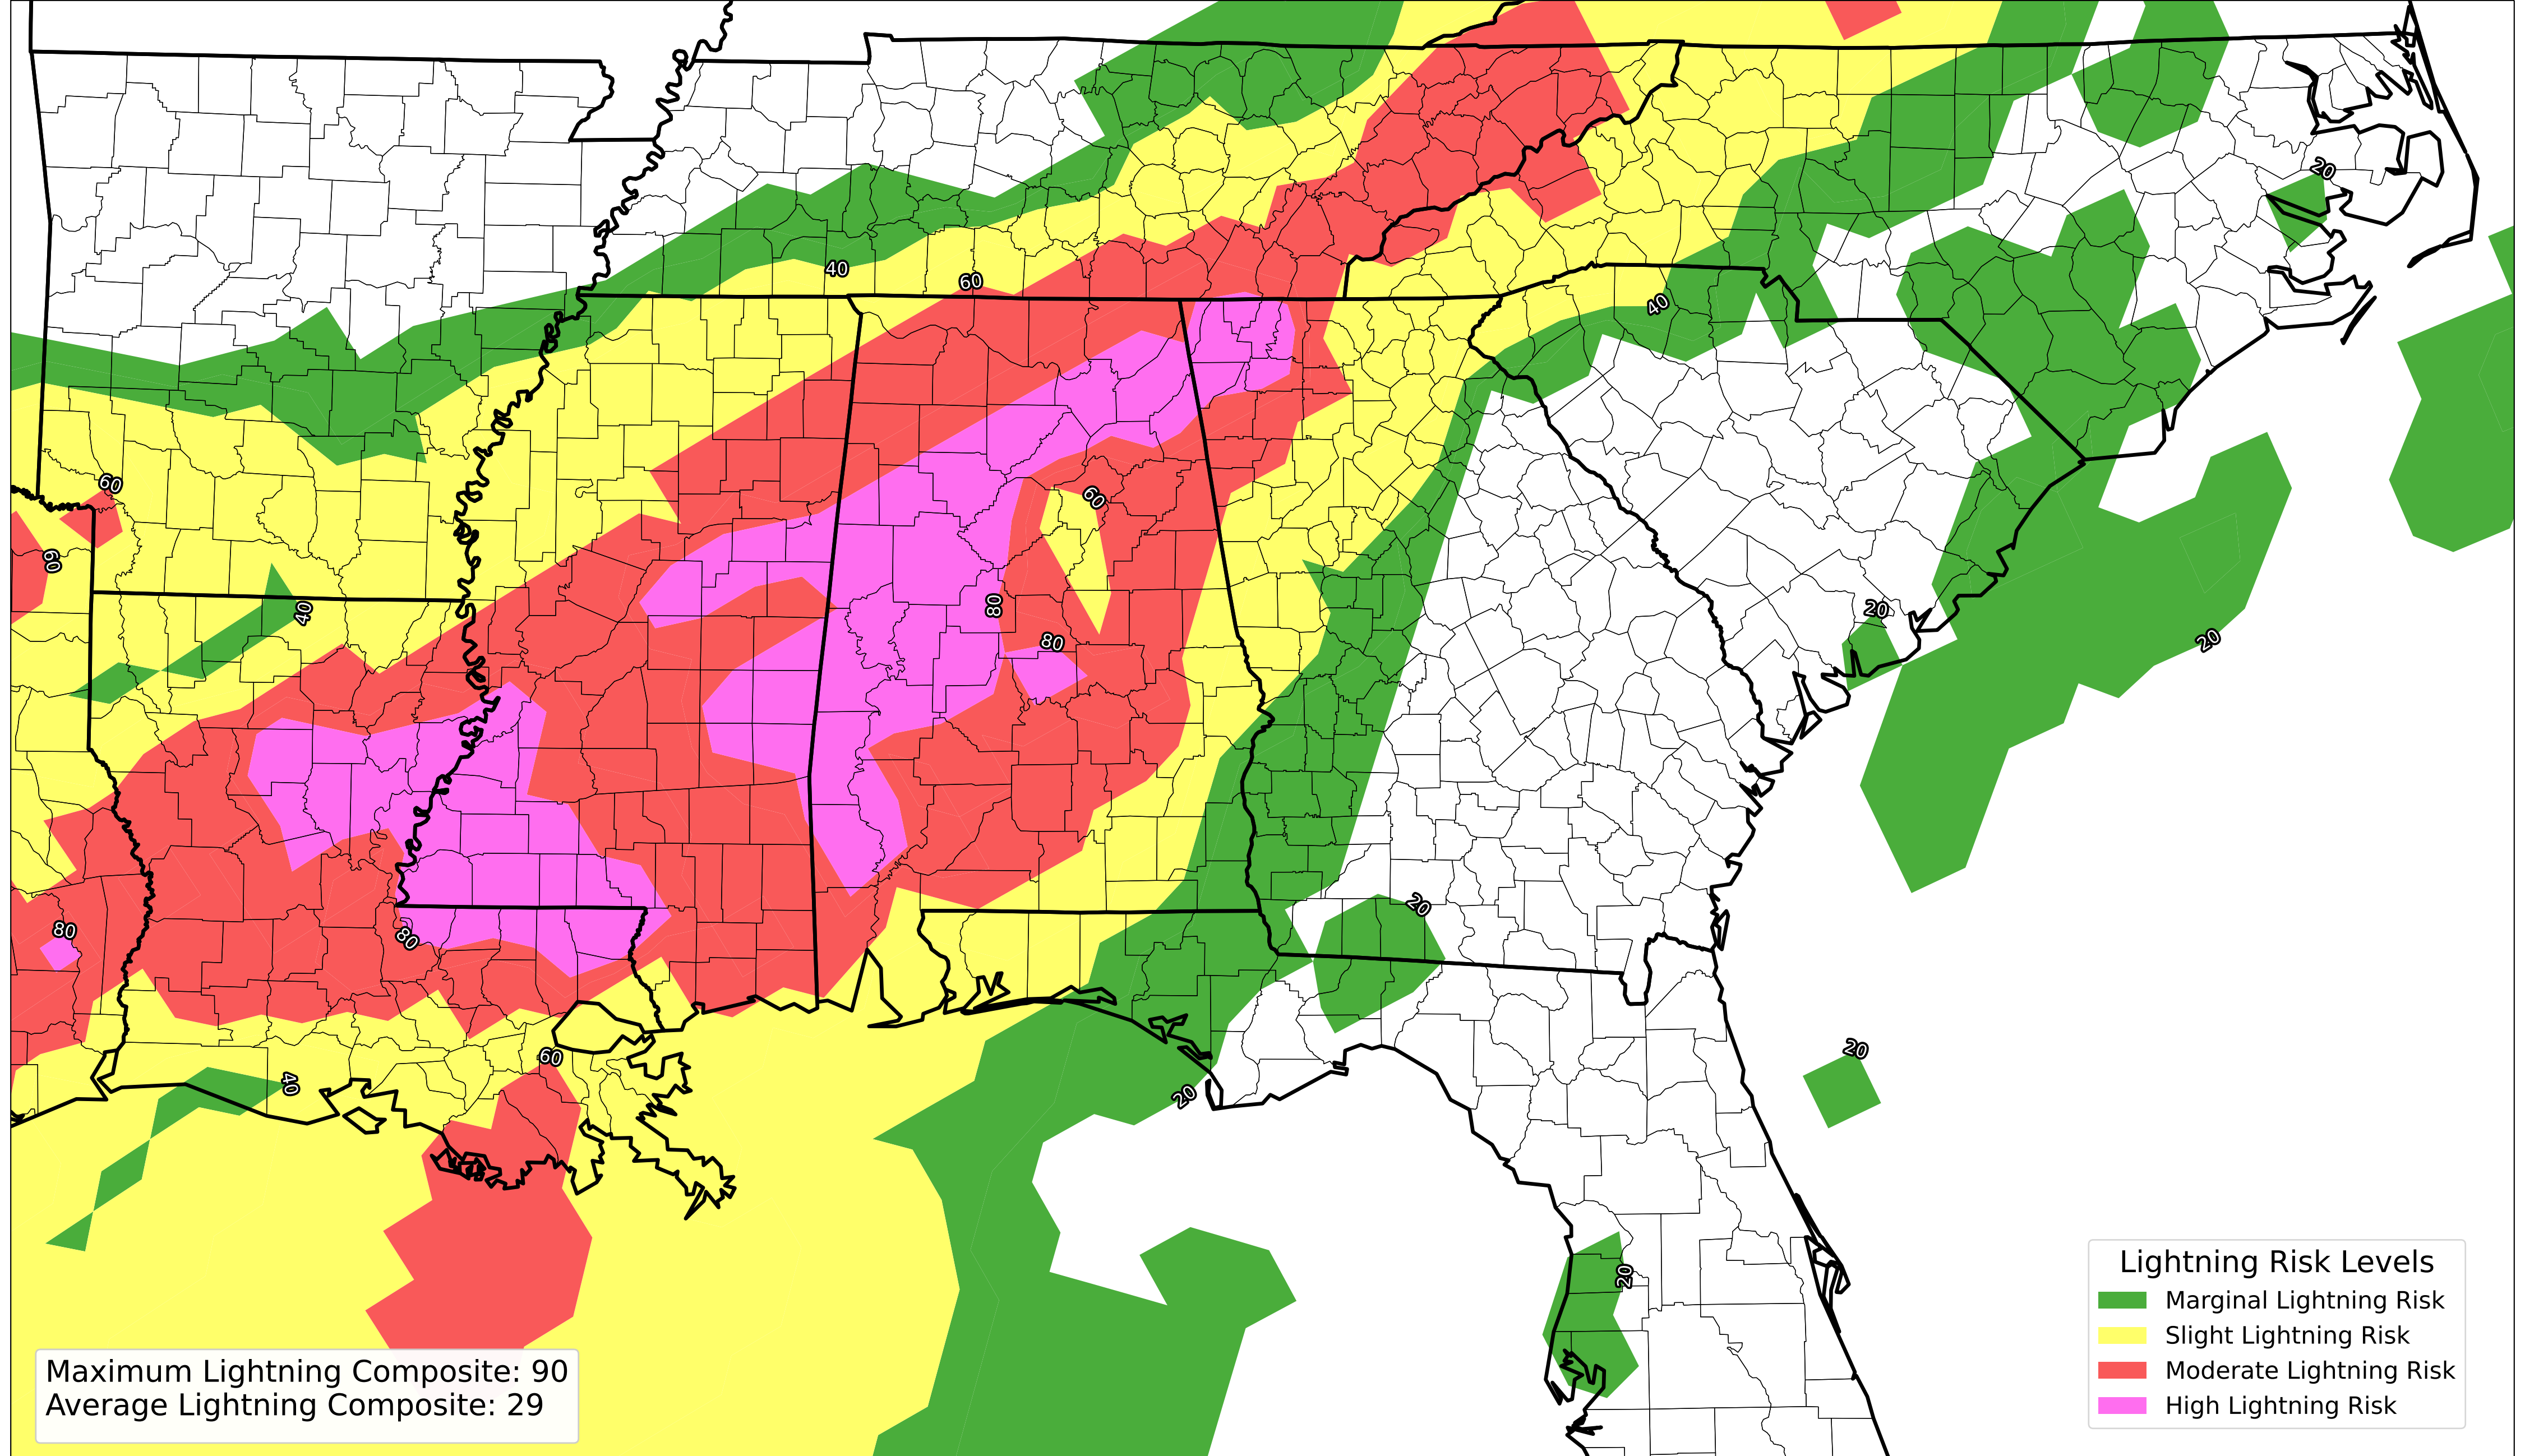 20
40
60
40
60
60
60
80
40
20
80
20
80
20
80
60
20
40
20
20
Lightning Risk Levels
Marginal Lightning Risk
Slight Lightning Risk
Moderate Lightning Risk
High Lightning Risk
Maximum Lightning Composite: 90
Average Lightning Composite: 29